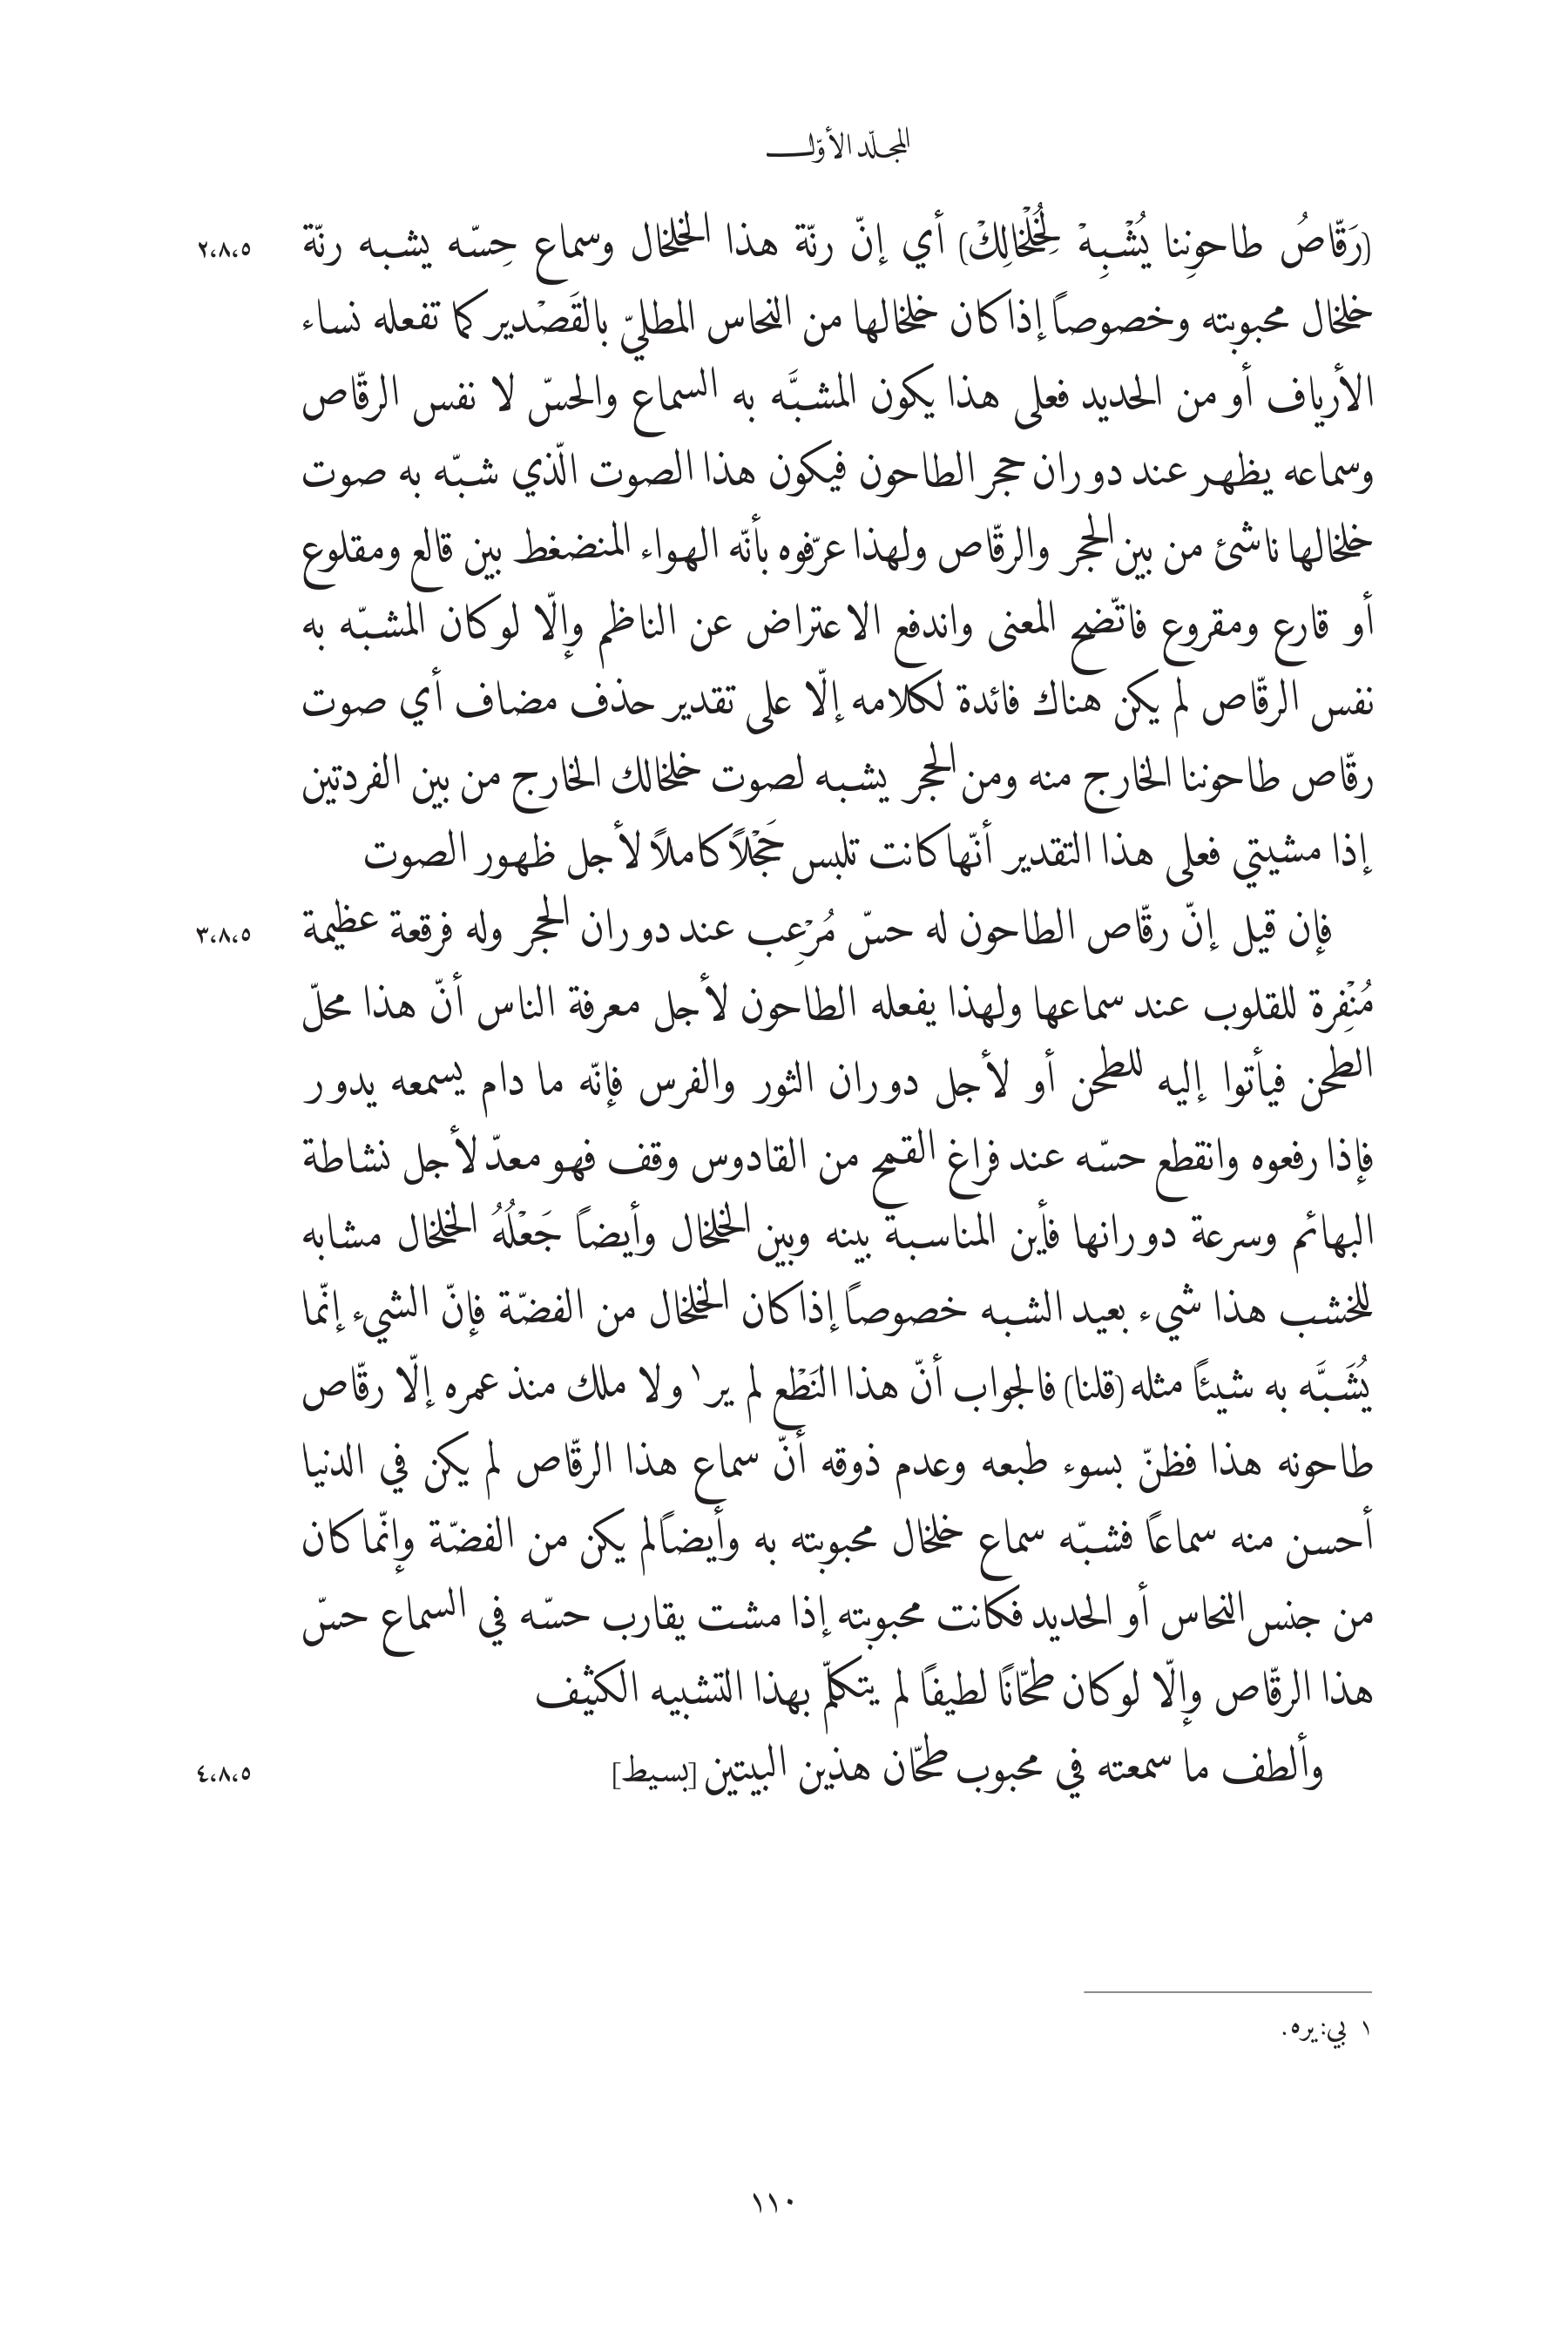 المجلّد الأوّل
(رَقّاصُ طاحونِنا يُشْبِهْ لِخُلْخالِكْ) أي إنّ رنّة هذا الخلخال وسماع حِسّه يشبه رنّة ٢،٨،٥
خلخال محبوبته وخصوصاً إذا كان خلخالها من النحاس المطليّ بالقَصْدير كما تفعله نساء
الأرياف أو من الحديد فعلى هذا يكون المشبَّه به السماع والحسّ لا نفس الرقّاص
وسماعه يظهر عند دوران حجر الطاحون فيكون هذا الصوت الّذي شبّه به صوت
خلخالها ناشئ من بين الحجر والرقّاص ولهذا عرّفوه بأنّه الهواء المنضغط بين قالع ومقلوع
أو قارع ومقروع فاتّضح المعنى واندفع الاعتراض عن الناظم وإلّا لو كان المشبّه به
نفس الرقّاص لم يكن هناك فائدة لكلامه إلّا على تقدير حذف مضاف أي صوت
رقّاص طاحوننا الخارج منه ومن الحجر يشبه لصوت خلخالك الخارج من بين الفردتين
إذا مشيتي فعلى هذا التقدير أنّها كانت تلبس حَجْلًا كاملاً لأجل ظهور الصوت
فإن قيل إنّ رقّاص الطاحون له حسّ مُرْعِب عند دوران الحجر وله فرقعة عظيمة ٣،٨،٥
مُنْفِرة للقلوب عند سماعها ولهذا يفعله الطاحون لأجل معرفة الناس أنّ هذا محلّ
الطحن فيأتوا إليه للطحن أو لأجل دوران الثور والفرس فإنّه ما دام يسمعه يدور
فإذا رفعوه وانقطع حسّه عند فراغ القمح من القادوس وقف فهو معدّ لأجل نشاطة
البهائم وسرعة دورانها فأين المناسبة بينه وبين الخلخال وأيضاً جَعْلُهُ الخلخال مشابه
للخشب هذا شيء بعيد الشبه خصوصاً إذا كان الخلخال من الفضّة فإنّ الشيء إنّما
يُشَبَّه به شيئًا مثله (قلنا) فالجواب أنّ هذا النَطْع لم ير١ ولا ملك منذ عمره إلّا رقّاص
طاحونه هذا فظنّ بسوء طبعه وعدم ذوقه أنّ سماع هذا الرقّاص لم يكن في الدنيا
أحسن منه سماعًا فشبّه سماع خلخال محبوبته به وأيضاً لم يكن من الفضّة وإنّما كان
من جنس النحاس أو الحديد فكانت محبوبته إذا مشت يقارب حسّه في السماع حسّ
هذا الرقّاص وإلّا لو كان طحّانًا لطيفًا لم يتكلّم بهذا التشبيه الكثيف
وألطف ما سمعته في محبوب طحّان هذين البيتين [بسيط] ٤،٨،٥
١ بي: يره.
١١٠